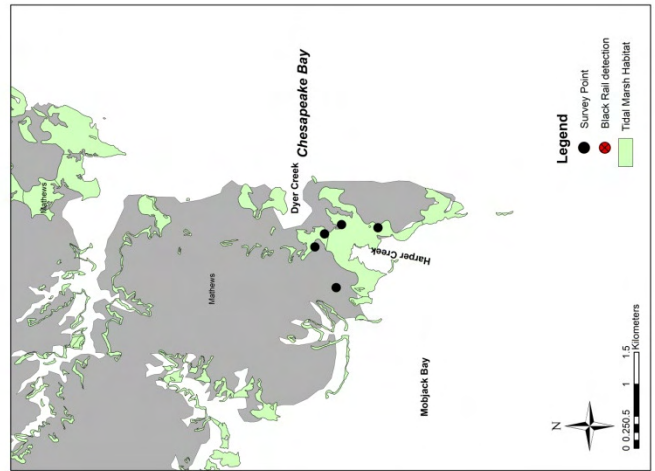 Mathews
Chesapeake Bay
Dyer Creek
Mathews
Harper Creek
Mobjack Bay
Legend
Survey Point
Black Rail detection
Tidal Marsh Habitat
N
0 0.250.5 1 1.5
Kilometers